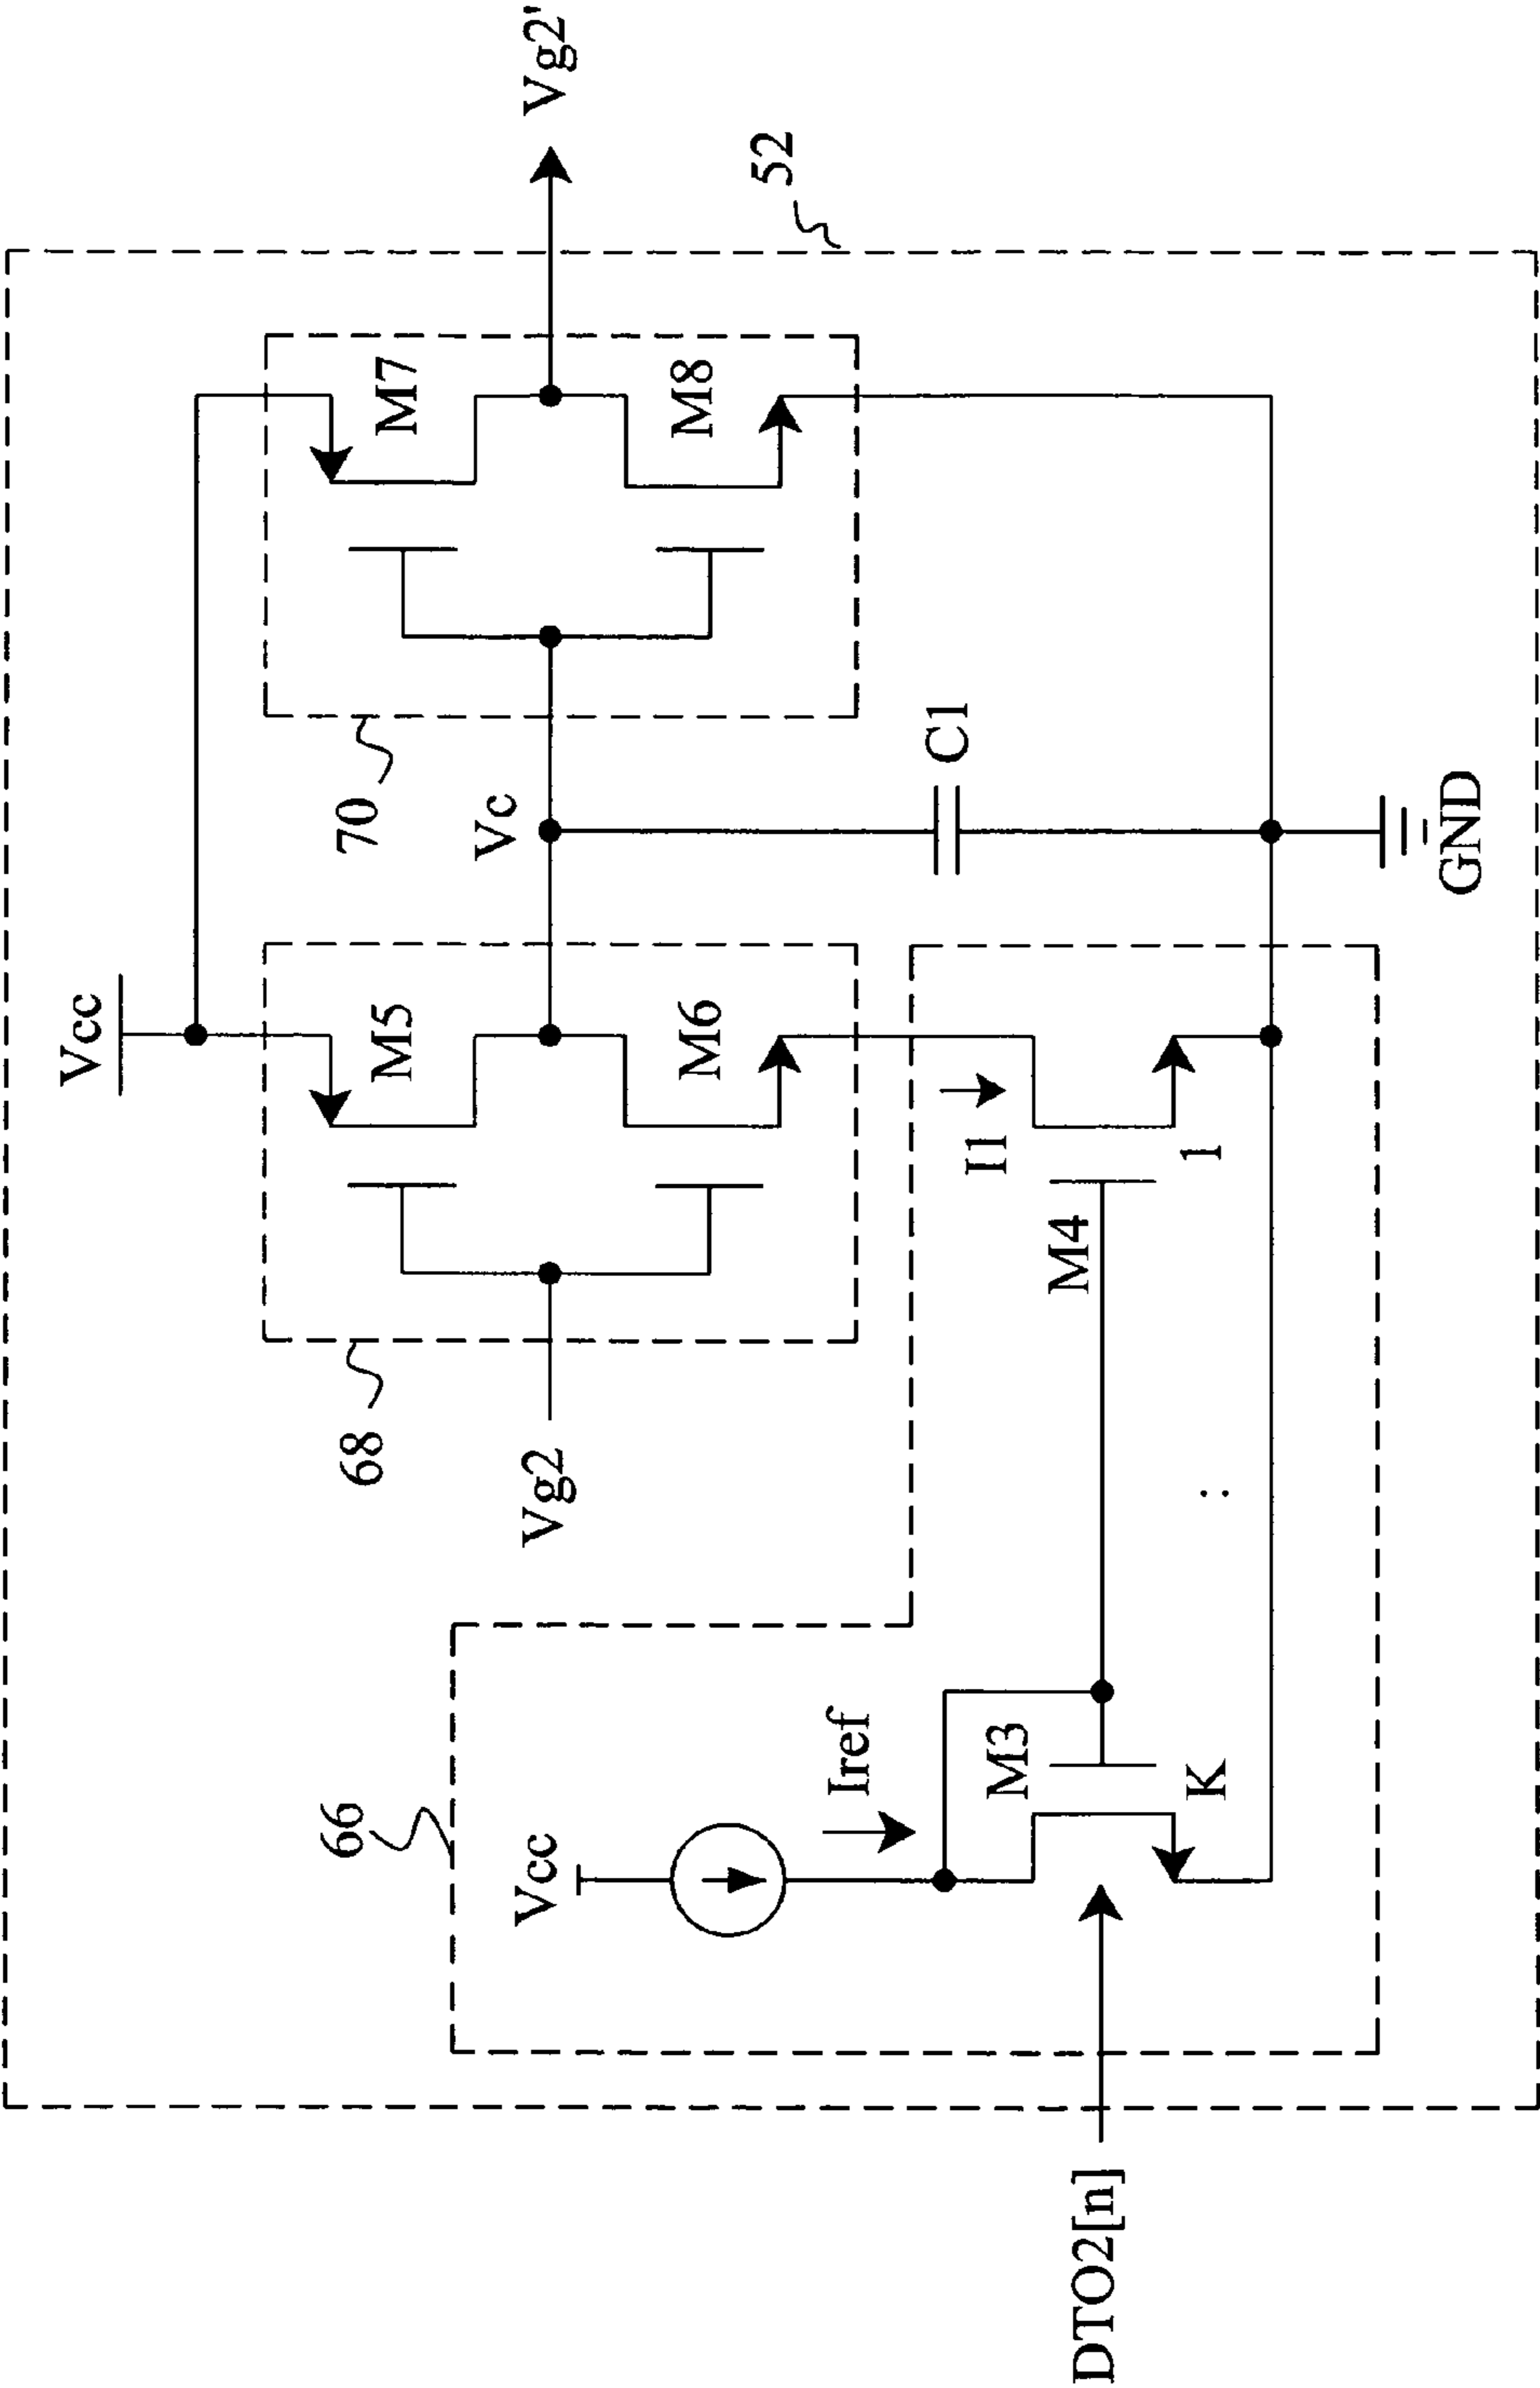 Vcc
52
68
M5
70
M7
Vg2
Vc
Vg2'
M6
M8
66
Vcc
Iref
I1
C1
M3
M4
DTO2[n]
K
:
1
GND